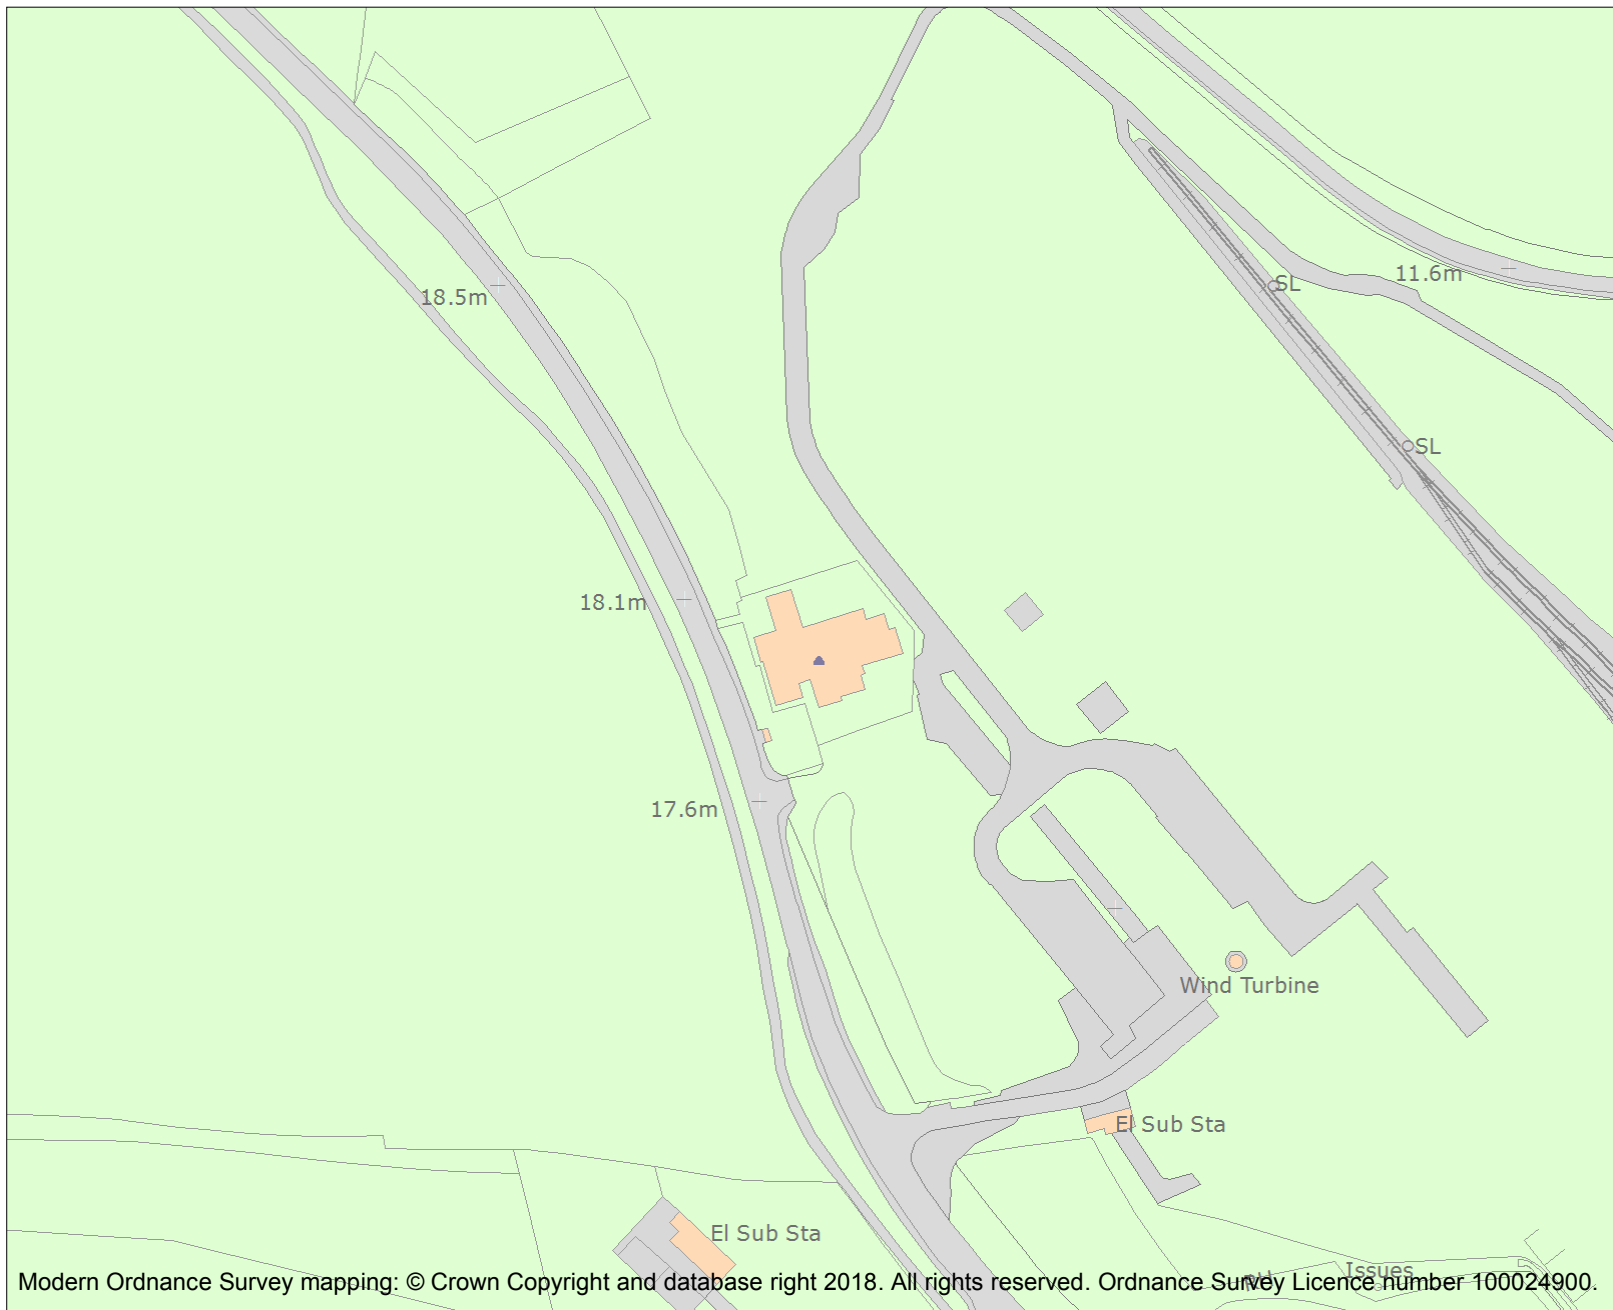 11.6m
SL
18.5m
SL
18.1m
17.6m
Wind Turbine
El Sub Sta
El Sub Sta
Issues
Modern Ordnance Survey mapping: © Crown Copyright and database right 2018. All rights reserved. Ordnance Survey Licence number 100024900.